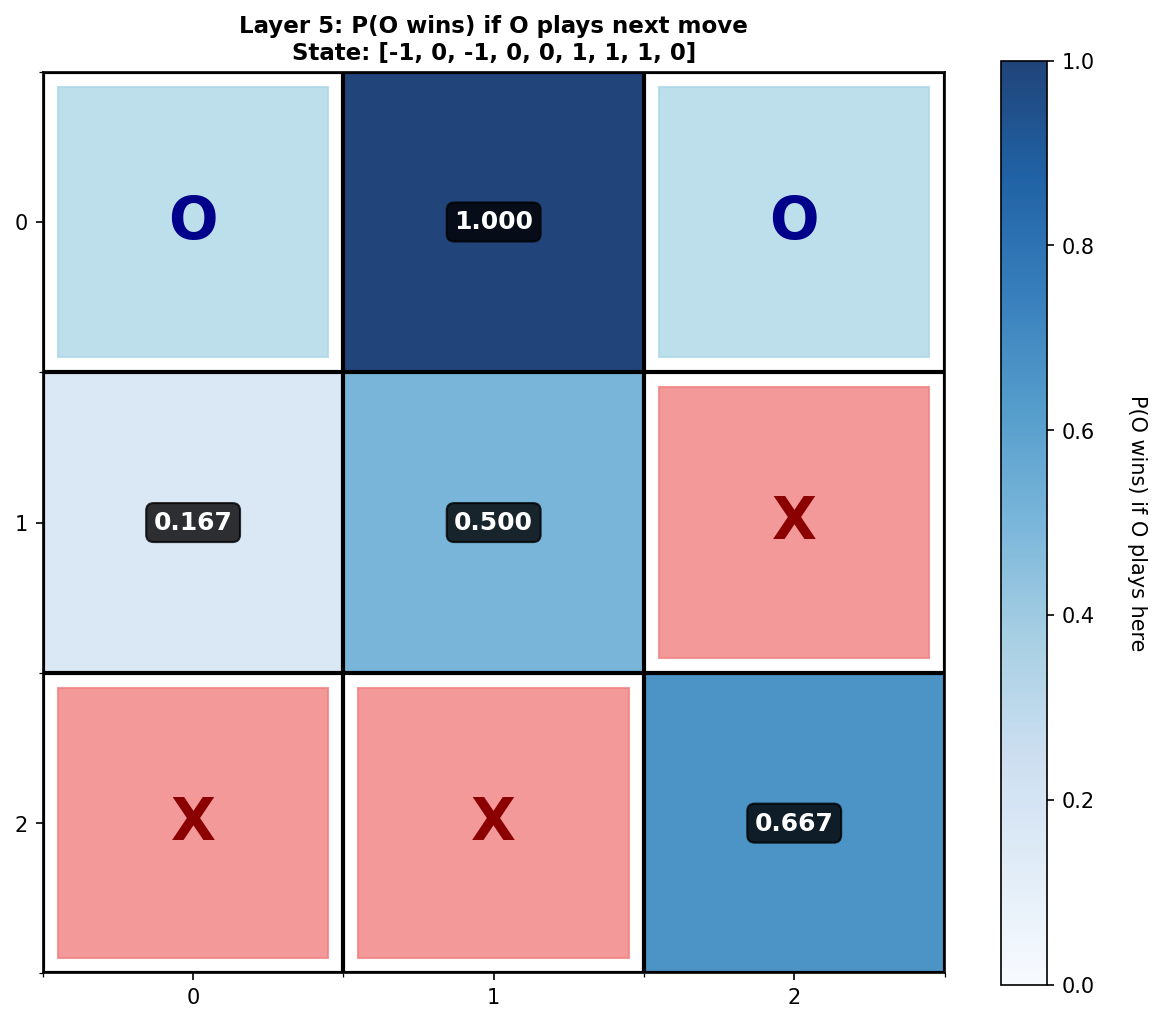 Layer 5: P(O wins) if O plays next move
State: [-1, 0, -1, 0, 0, 1, 1, 1, 0]
O
1.000
O
0.167
0.500
X
X
X
0.667
0
1
2
0
1
2
1.0
0.8
0.6
0.4
0.2
0.0
P(O wins) if O plays here